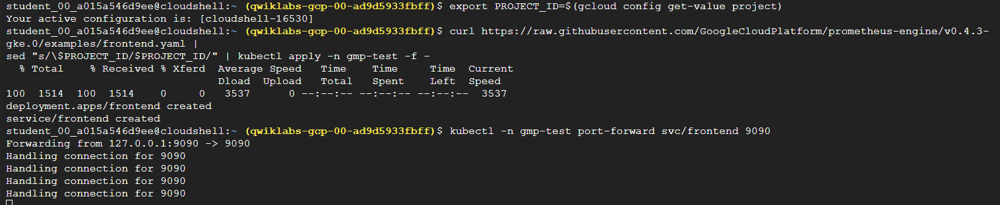 student_00_a015a546d9ee@cloudshell:~ (qwiklabs-gcp-00-ad9d5933fbff)$ export PROJECT_ID=$(gcloud config get-value project)
Your active configuration is: [cloudshell-16530]
student_00_a015a546d9ee@cloudshell:~ (qwiklabs-gcp-00-ad9d5933fbff)$ curl https://raw.githubusercontent.com/GoogleCloudPlatform/prometheus-engine/v0.4.3-
gke.0/examples/frontend.yaml |
sed "s/\$PROJECT_ID/$PROJECT_ID/" | kubectl apply -n gmp-test -f -
  % Total    % Received % Xferd  Average Speed   Time    Time     Time  Current
                                 Dload  Upload   Total   Spent    Left  Speed
100  1514  100  1514    0     0   3537      0 --:--:-- --:--:-- --:--:--  3537
deployment.apps/frontend created
service/frontend created
student_00_a015a546d9ee@cloudshell:~ (qwiklabs-gcp-00-ad9d5933fbff)$ kubectl -n gmp-test port-forward svc/frontend 9090
Forwarding from 127.0.0.1:9090 -> 9090
Handling connection for 9090
Handling connection for 9090
Handling connection for 9090
Handling connection for 9090